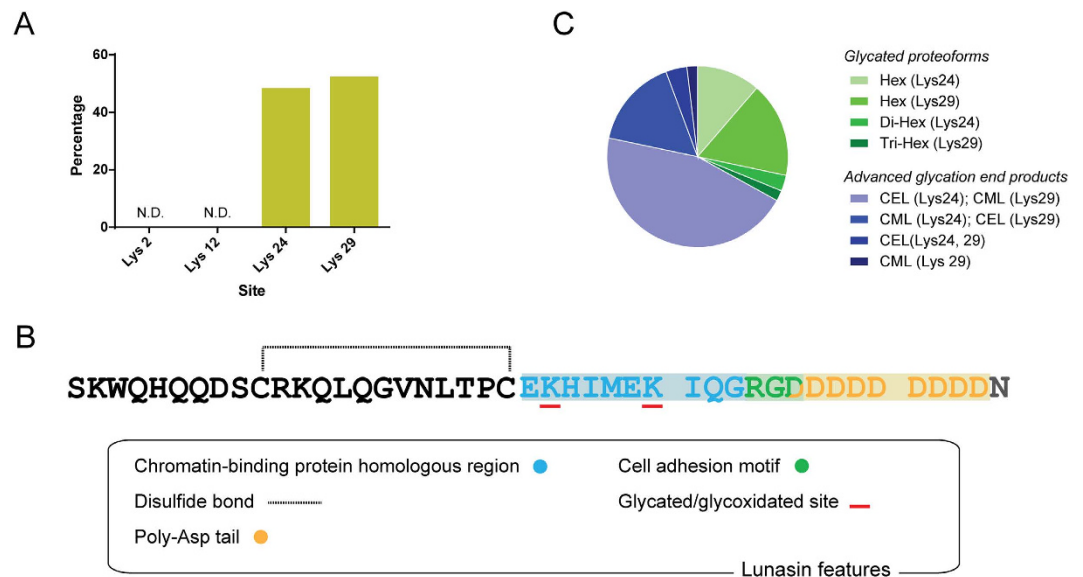 A
60
40
20
0
Percentage
N.D.
N.D.
Lys 2
Lys 12
Lys 24
Lys 29
Site
C
Glycated proteoforms
Hex (Lys24)
Hex (Lys29)
Di-Hex (Lys24)
Tri-Hex (Lys29)
Advanced glycation end products
CEL (Lys24); CML (Lys29)
CML (Lys24); CEL (Lys29)
CEL(Lys24, 29)
CML (Lys 29)
B
SKWQHQQDSCRKQLQGVNLTPCEKHIMEK IQGRGDDDDD DDDDN
Chromatin-binding protein homologous region
Disulfide bond
Poly-Asp tail
Cell adhesion motif
Glycated/glycoxidated site
Lunasin features